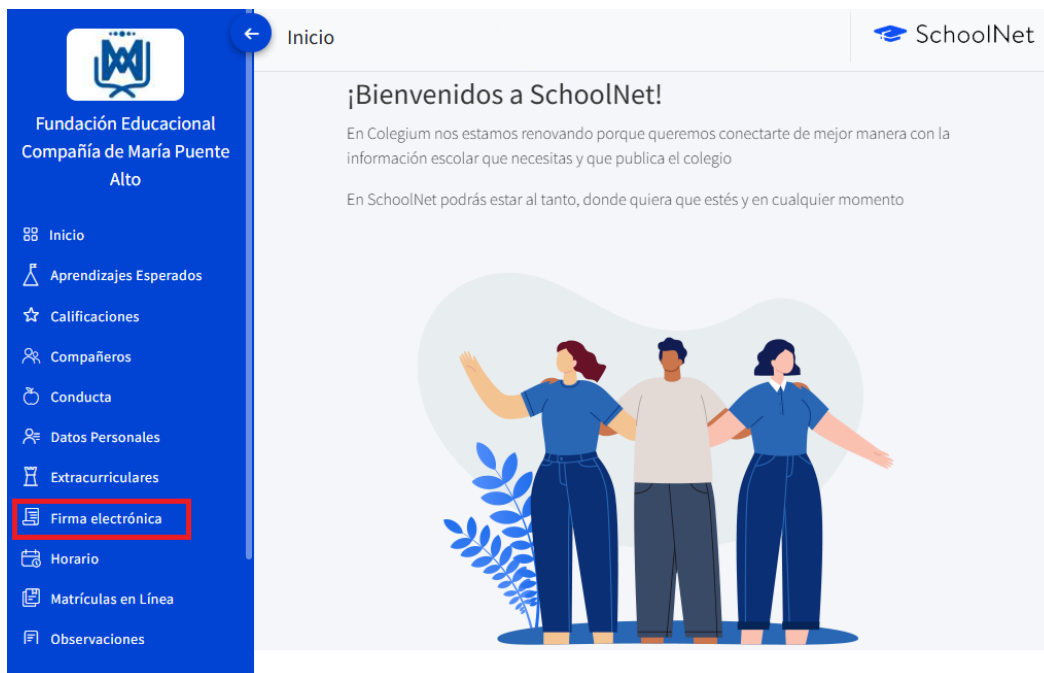 Fundación Educacional
Compañía de María Puente
Alto
Inicio
Aprendizajes Esperados
Calificaciones
Compañeros
Conducta
Datos Personales
Extracurriculares
Firma electrónica
Horario
Matrículas en Línea
Observaciones
Inicio
SchoolNet
¡Bienvenidos a SchoolNet!
En Colegium nos estamos renovando porque queremos conectarte de mejor manera con la
información escolar que necesitas y que publica el colegio
En SchoolNet podrás estar al tanto, donde quiera que estés y en cualquier momento